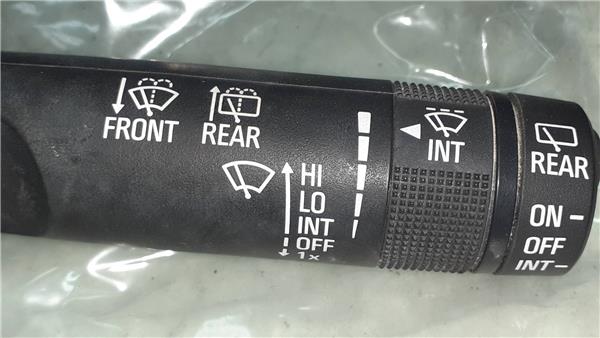 FRONT REAR
HI
LO
INT
OFF
1x
INT
REAR
ON
OFF
INT